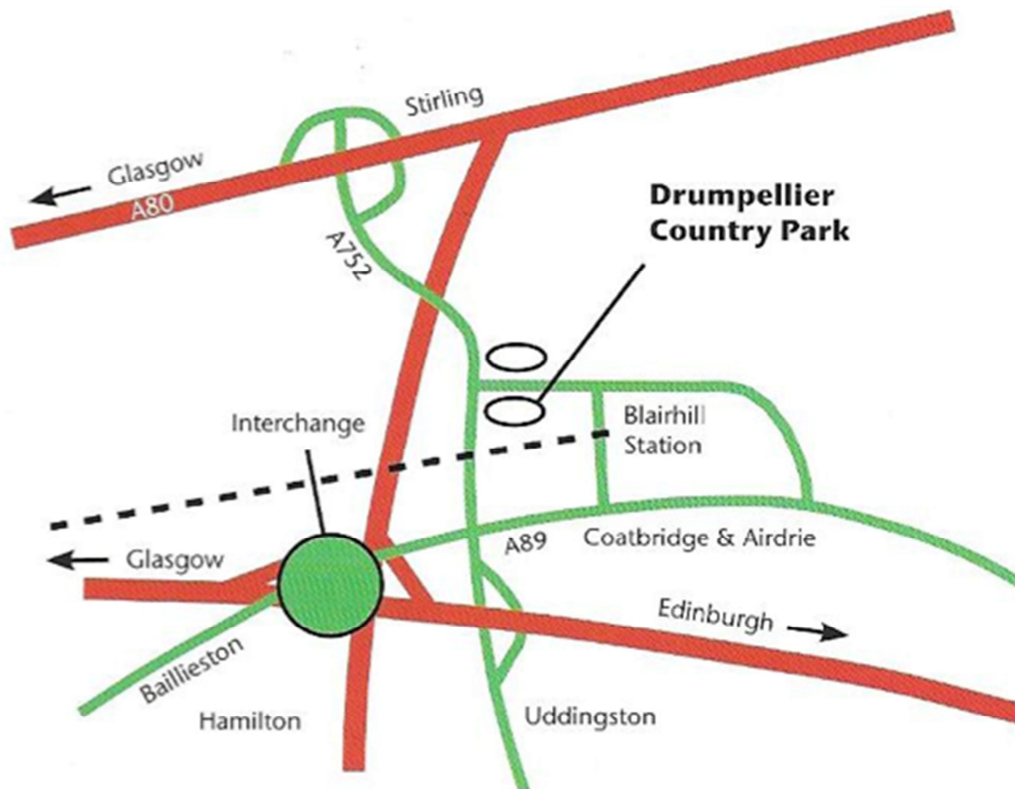 Stirling
Glasgow
A80
A752
Drumpellier
Country Park
Interchange
Blairhill
Station
Glasgow
A89
Coatbridge & Airdrie
Edinburgh
Baillieston
Hamilton
Uddingston